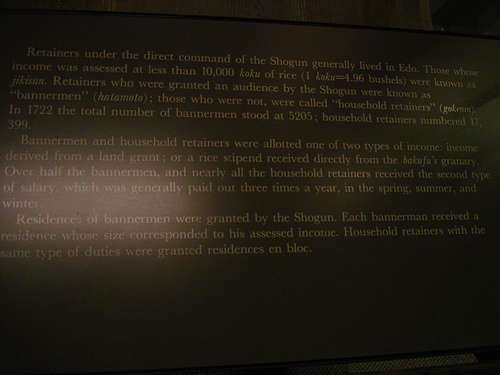 Retainers under the direct command of the Shogun generally lived in Edo. Those whose
income was assessed at less than 10,000 koku of rice (1 koku=4.96 bushels) were known as
jikisan. Retainers who were granted an audience by the Shogun were known as
"bannermen" (hatamoto); those who were not, were called "household retainers" (gokenin).
In 1722 the total number of bannermen stood at 5205; household retainers numbered 17,
399.
Bannermen and household retainers were allotted one of two types of income: income
derived from a land grant; or a rice stipend received directly from the bakufu's granary.
Over half the bannermen, and nearly all the household retainers received the second type
of salary, which was generally paid out three times a year, in the spring, summer, and
winter.
Residences of bannermen were granted by the Shogun. Each bannerman received a
residence whose size corresponded to his assessed income. Household retainers with the
same type of duties were granted residences en bloc.